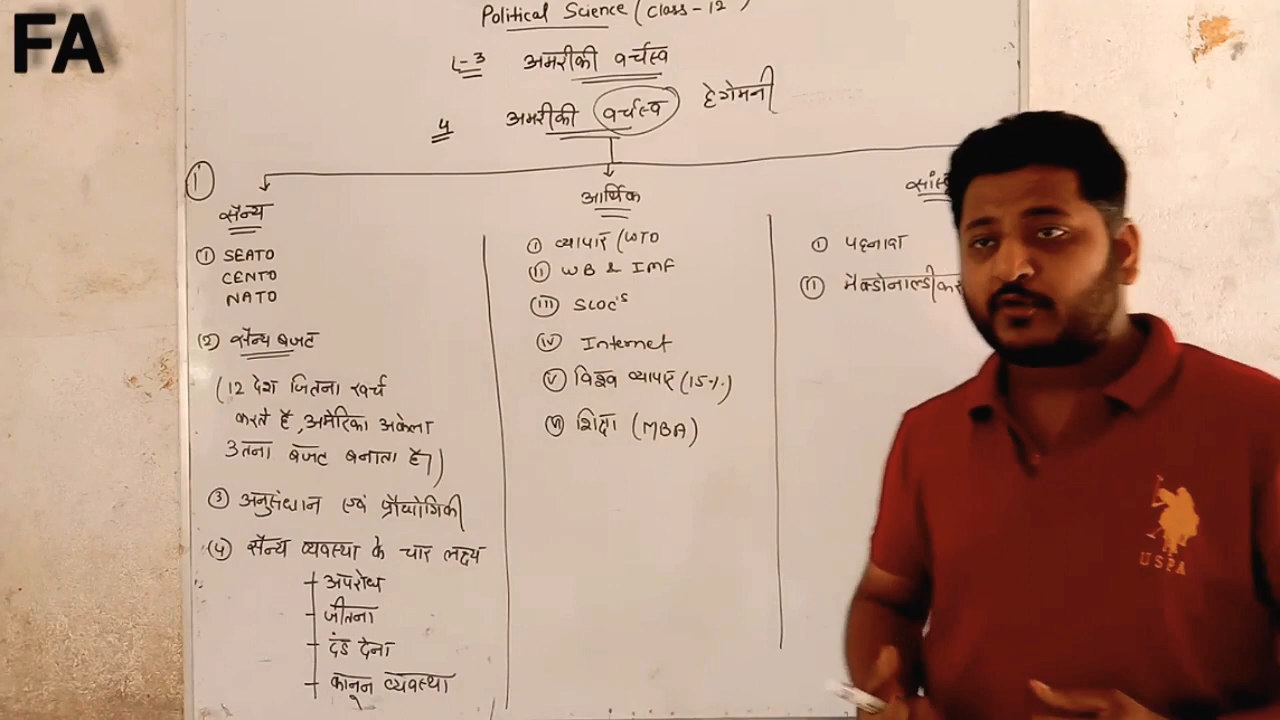 FA
Political Science (Class-12)
L-3 अमरीकी वर्चस्व
4 अमरीकी वर्चस्व हेगेमनी
①
सैन्य
① SEATO
CENTO
NATO
(2) सैन्य बजट
(12 देश जितना खर्च
करते हैं, अमेरिका अकेला
उतना बजट बनाता है।)
③ अनुसंधान एवं प्रौद्योगिकी
(4) सैन्य व्यवस्था के चार लक्ष्य
अपरोध
जीतना
दंड देना
कानून व्यवस्था
आर्थिक
① व्यापार (WTO
(ii) WB & IMF
(iii) SLOC's
(iv) Internet
(v) विश्व व्यापार (15%)
(vi) शिक्षा (MBA)
① पहनावा
(ii)
USPA